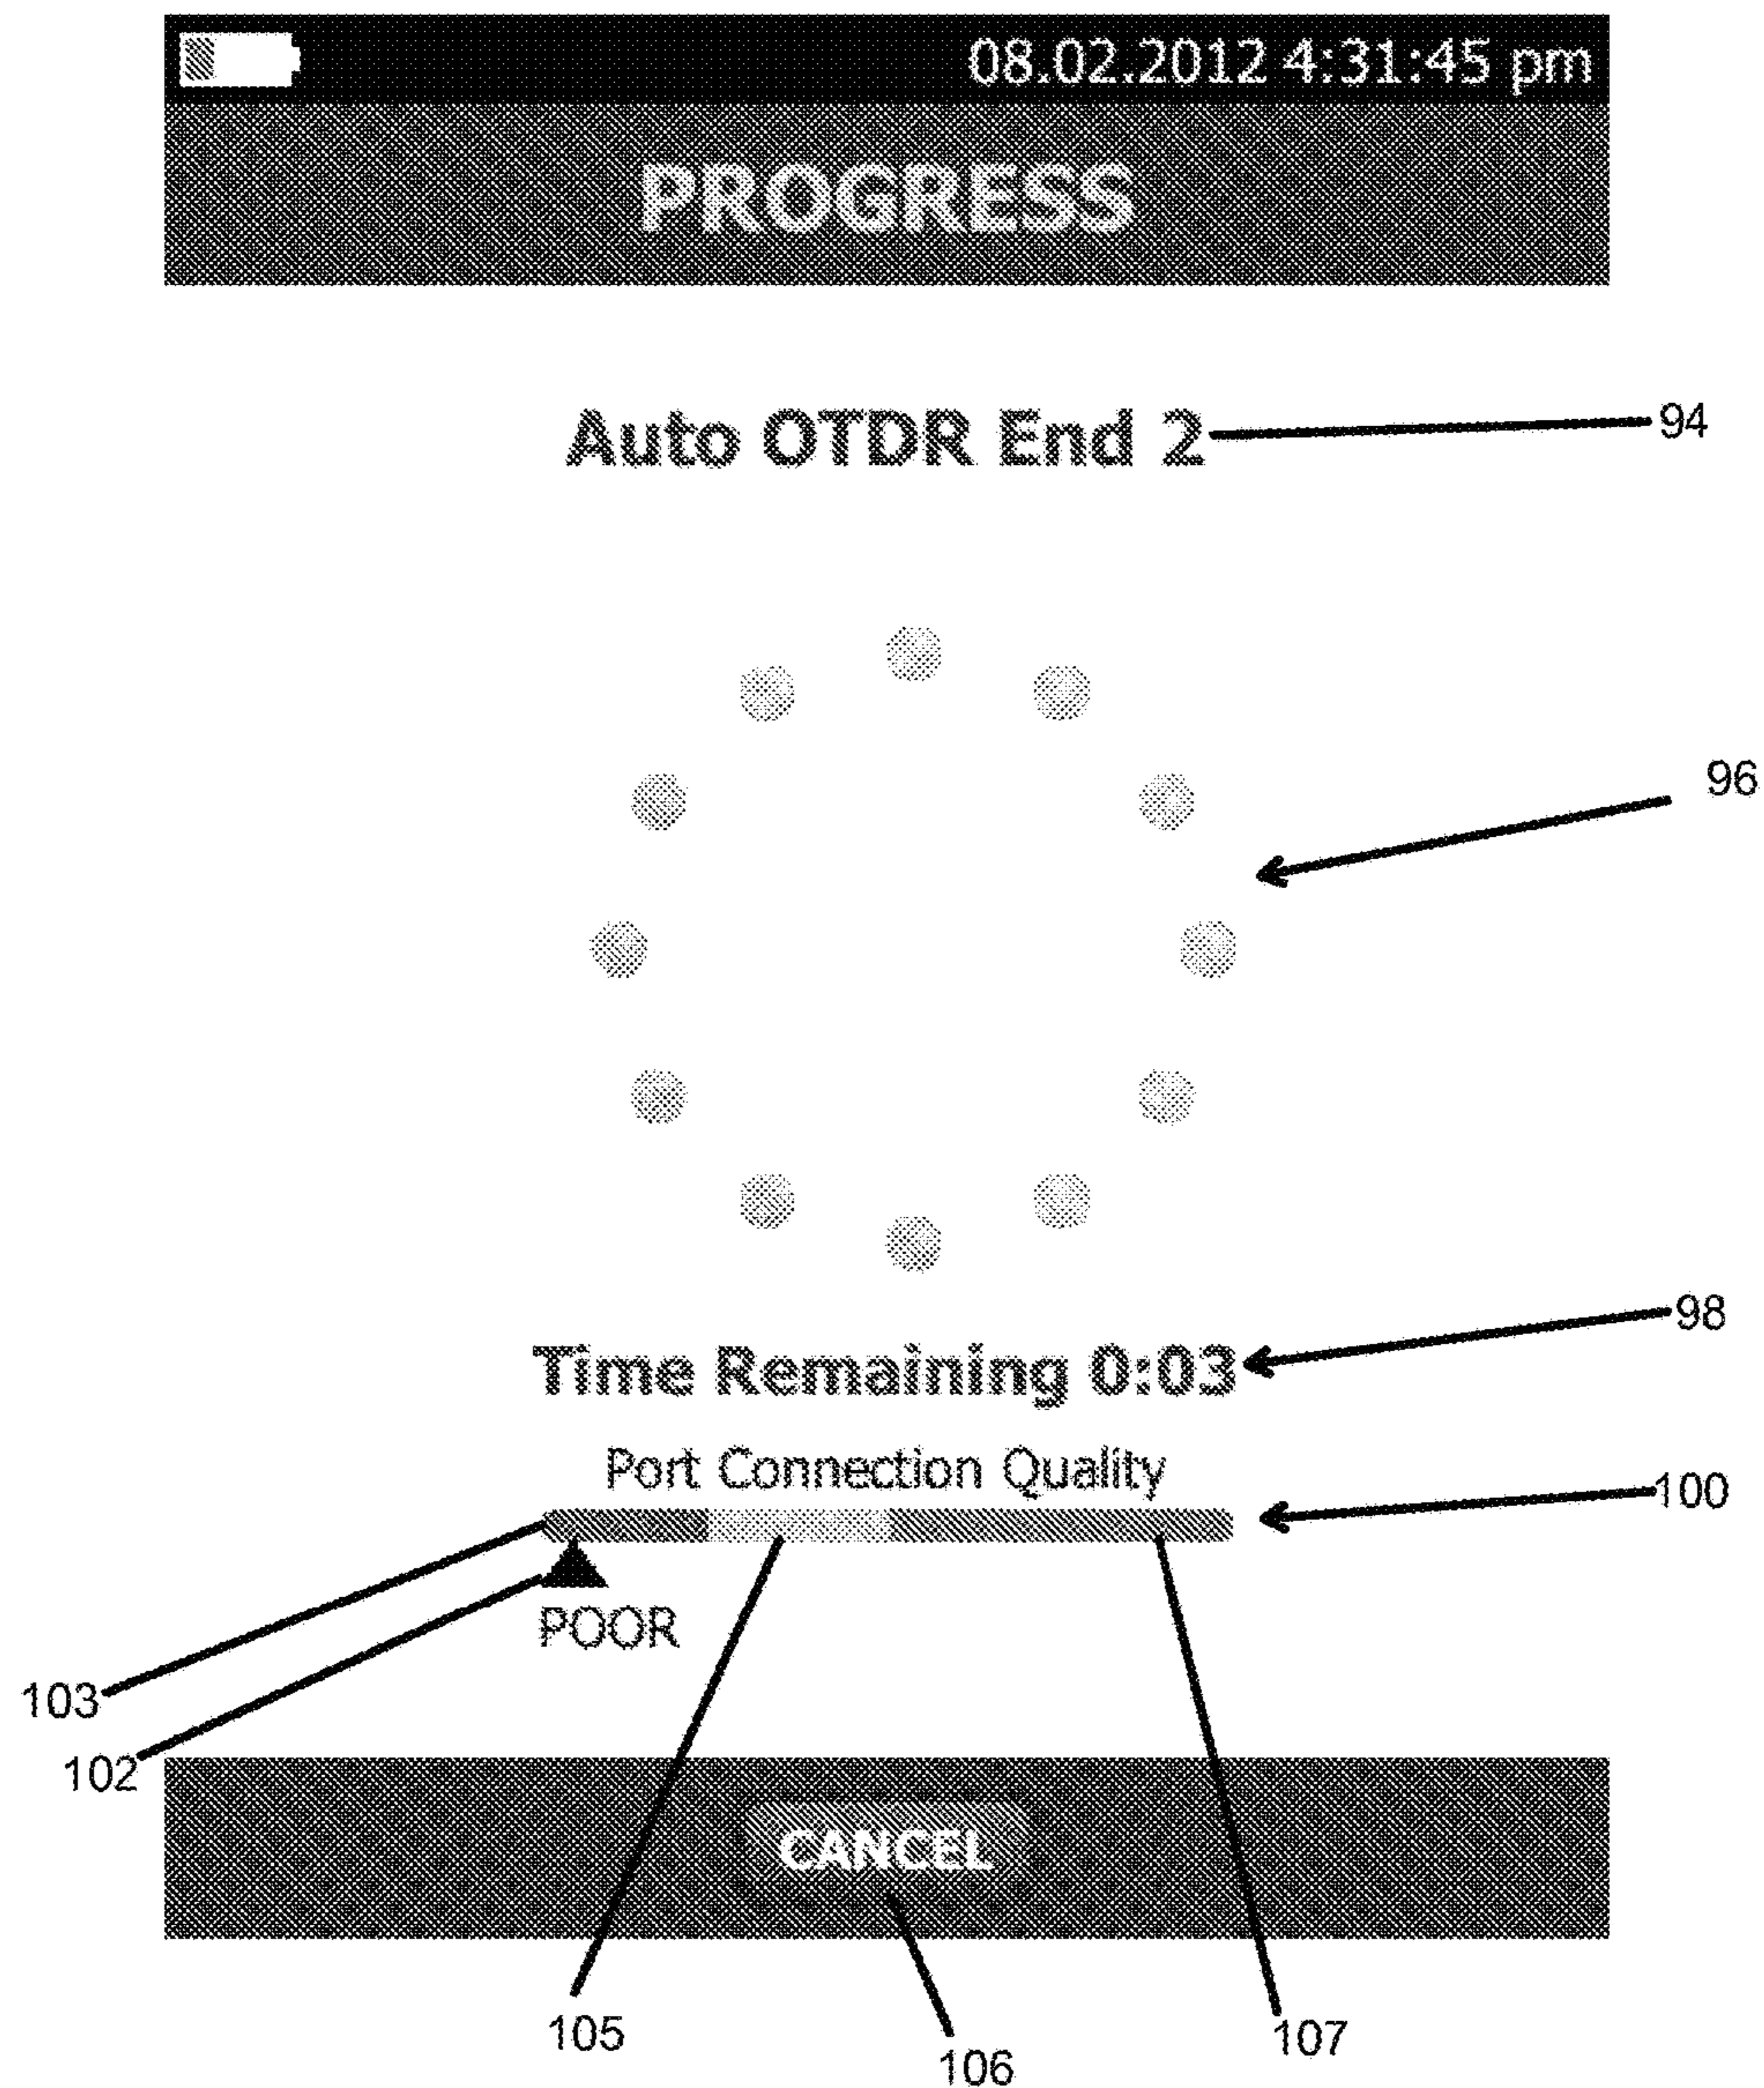 08.02.2012 4:31:45 pm
PROGRESS
Auto OTDR End 2
94
96
Time Remaining 0:03
98
Port Connection Quality
100
POOR
103
102
CANCEL
105
106
107